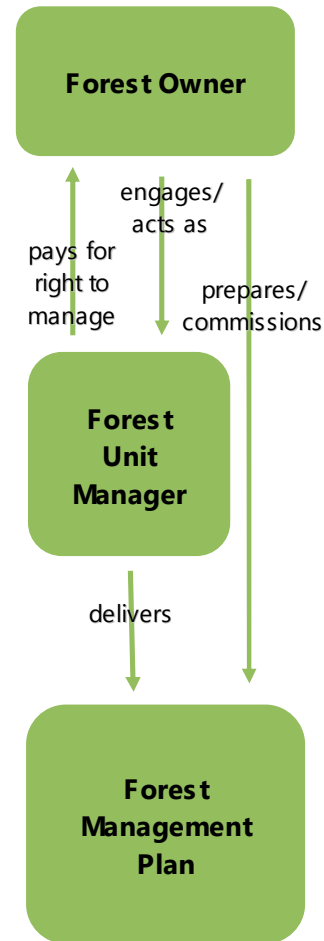 Forest Owner
engages/
acts as
pays for
right to
manage
prepares/
commissions
Forest
Unit
Manager
delivers
Forest
Management
Plan